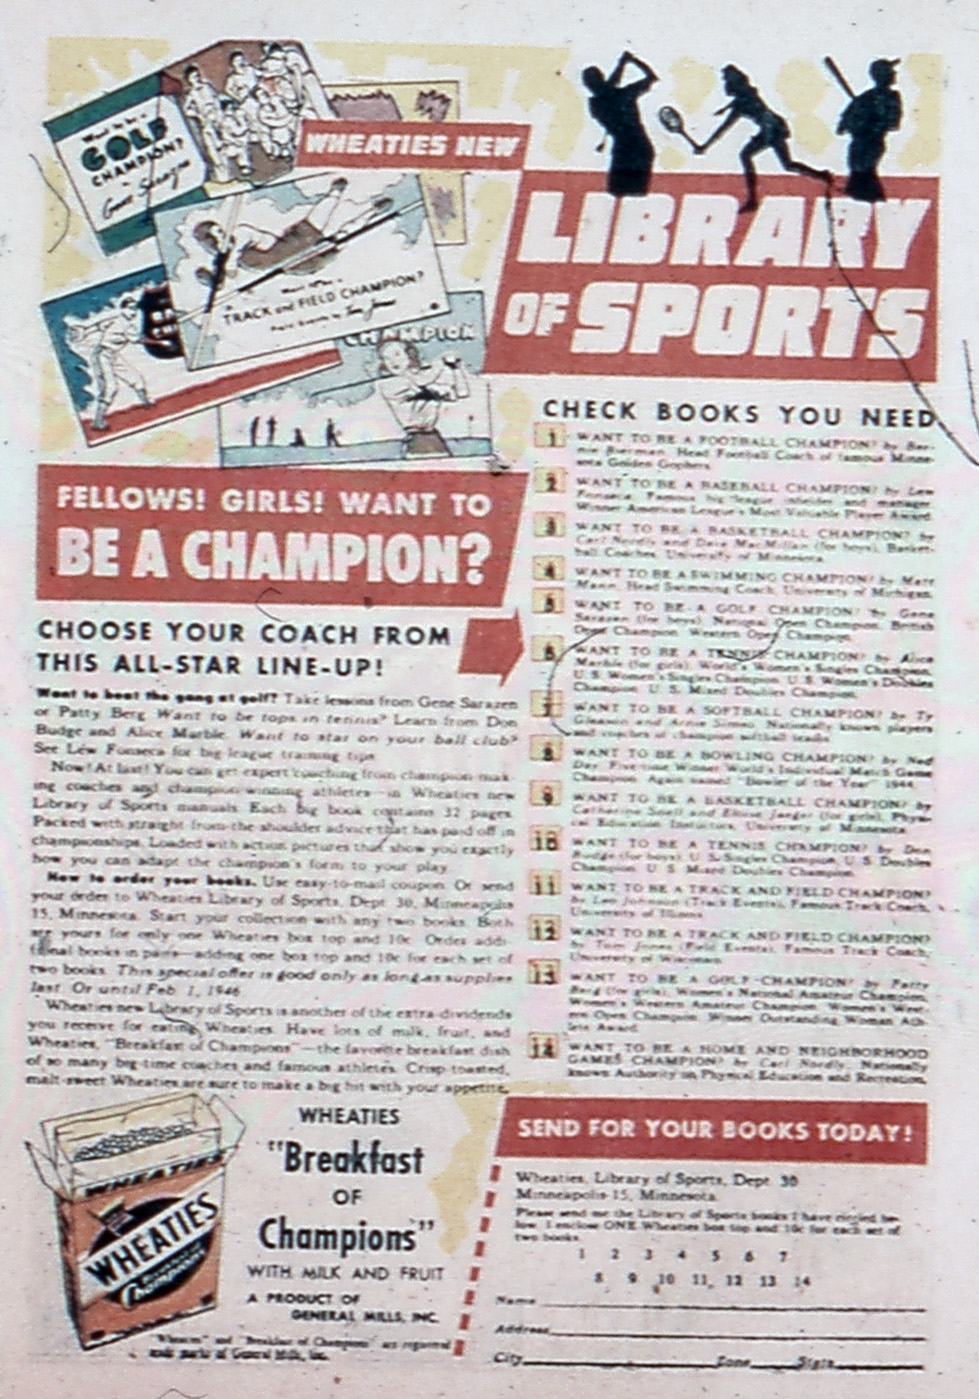 Want to be a
GOLF
CHAMPION?
Gene Sarazen
WHEATIES NEW
LIBRARY
OF SPORTS
TRACK and FIELD CHAMPION?
Field Events by Tom Jones
CHAMPION
FELLOWS! GIRLS! WANT TO
BE A CHAMPION?
CHOOSE YOUR COACH FROM
THIS ALL-STAR LINE-UP!
Want to beat the gang at golf? Take lessons from Gene Sarazen
or Patty Berg. Want to be tops in tennis? Learn from Don
Budge and Alice Marble. Want to star on your ball club?
See Lew Fonseca for big league training tips.
Now! At last! You can get expert coaching from champion-mak-
ing coaches and champion-winning athletes—in Wheaties new
Library of Sports manuals. Each big book contains 32 pages.
Packed with straight-from-the-shoulder advice that has paid off in
championships. Loaded with action pictures that show you exactly
how you can adapt the champion's form to your play.
How to order your books. Use easy-to-mail coupon. Or send
your order to Wheaties Library of Sports, Dept. 30, Minneapolis
15, Minnesota. Start your collection with any two books. Both
are yours for only one Wheaties box top and 10c. Order addi-
tional books in pairs—adding one box top and 10c for each set of
two books. This special offer is good only as long as supplies
last. Or until Feb. 1, 1946.
Wheaties new Library of Sports is another of the extra-dividends
you receive for eating Wheaties. Have lots of milk, fruit, and
Wheaties, "Breakfast of Champions"—the favorite breakfast dish
of so many big-time coaches and famous athletes. Crisp-toasted,
malt-sweet Wheaties are sure to make a big hit with your appetite.
CHECK BOOKS YOU NEED
1 WANT TO BE A FOOTBALL CHAMPION? by Ber-
nie Bierman, Head Football Coach of famous Minne-
sota Golden Gophers.
2 WANT TO BE A BASEBALL CHAMPION? by Lew
Fonseca, Famous big league infielder and manager.
Winner American League's Most Valuable Player Award.
3 WANT TO BE A BASKETBALL CHAMPION? by
Carl Nordly and Dave MacMillan (for boys), Basket-
ball Coaches, University of Minnesota.
4 WANT TO BE A SWIMMING CHAMPION? by Matt
Mann, Head Swimming Coach, University of Michigan.
5 WANT TO BE A GOLF CHAMPION? by Gene
Sarazen (for boys), National Open Champion, British
Open Champion, Western Open Champion.
6 WANT TO BE A TENNIS CHAMPION? by Alice
Marble (for girls), World's Women's Singles Champion,
U. S. Women's Singles Champion, U. S. Women's Doubles
Champion, U. S. Mixed Doubles Champion.
7 WANT TO BE A SOFTBALL CHAMPION? by Ty
Gleason and Arnie Simso, Nationally known players
and coaches of champion softball teams.
8 WANT TO BE A BOWLING CHAMPION? by Ned
Day, Five-time Winner World's Individual Match Game
Champion. Again named "Bowler of the Year" 1944.
9 WANT TO BE A BASKETBALL CHAMPION? by
Catherine Snell and Eloise Jaeger (for girls), Physi-
cal Education Instructors, University of Minnesota.
10 WANT TO BE A TENNIS CHAMPION? by Don
Budge (for boys) U. S. Singles Champion, U. S. Doubles
Champion, U. S. Mixed Doubles Champion.
11 WANT TO BE A TRACK AND FIELD CHAMPION?
by Leo Johnson (Track Events), Famous Track Coach,
University of Illinois.
12 WANT TO BE A TRACK AND FIELD CHAMPION?
by Tom Jones (Field Events), Famous Track Coach,
University of Wisconsin.
13 WANT TO BE A GOLF CHAMPION? by Patty
Berg (for girls), Women's National Amateur Champion,
Women's Western Amateur Champion, Women's West-
ern Open Champion, Winner Outstanding Woman Ath-
lete Award.
14 WANT TO BE A HOME AND NEIGHBORHOOD
GAMES CHAMPION? by Carl Nordly, Nationally
known Authority on Physical Education and Recreation.
WHEATIES
WHEATIES
Breakfast of Champions
WHEATIES
"Breakfast
OF
Champions"
WITH MILK AND FRUIT
A PRODUCT OF
GENERAL MILLS, INC.
"Wheaties" and "Breakfast of Champions" are registered
trade marks of General Mills, Inc.
SEND FOR YOUR BOOKS TODAY!
Wheaties, Library of Sports, Dept. 30
Minneapolis 15, Minnesota
Please send me the Library of Sports books I have circled be-
low. I enclose ONE Wheaties box top and 10c for each set of
two books.
1 2 3 4 5 6 7
8 9 10 11 12 13 14
Name
Address
City Zone State